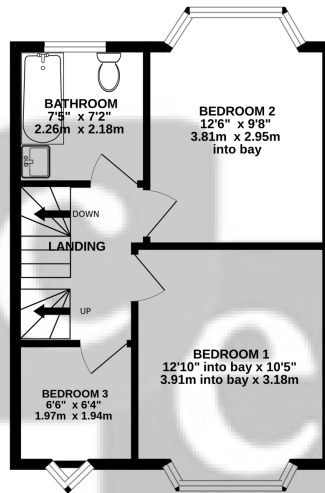 BATHROOM
7'5" x 7'2"
2.26m x 2.18m
BEDROOM 2
12'6" x 9'8"
3.81m x 2.95m
into bay
DOWN
LANDING
UP
BEDROOM 1
12'10" into bay x 10'5"
3.91m into bay x 3.18m
BEDROOM 3
6'6" x 6'4"
1.97m x 1.94m